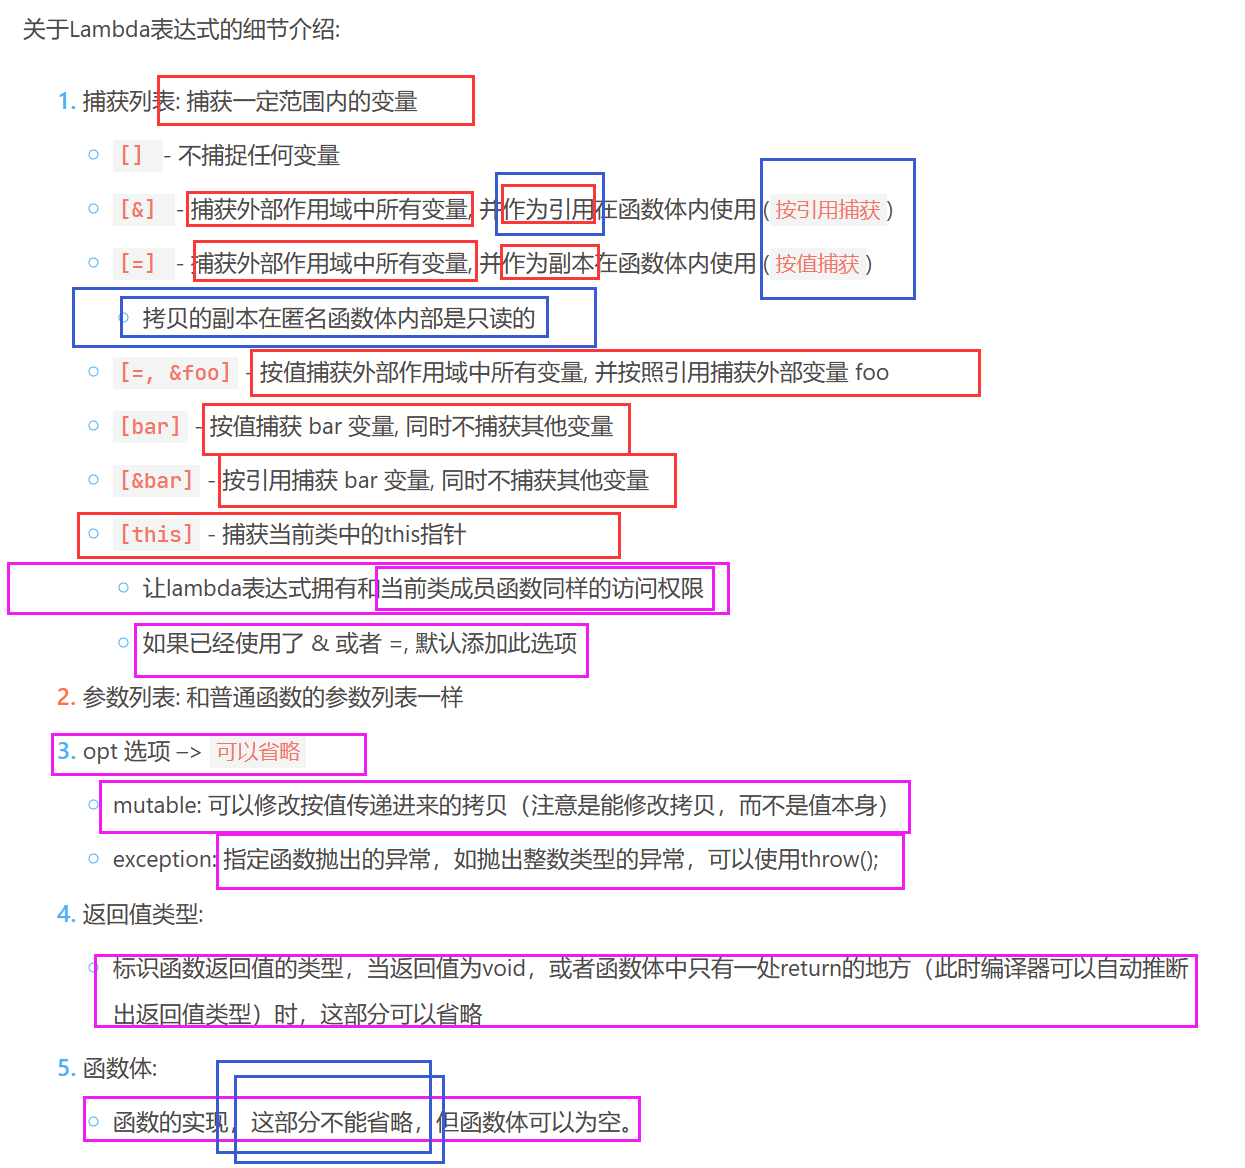 关于Lambda表达式的细节介绍:
1. 捕获列表: 捕获一定范围内的变量
[] - 不捕捉任何变量
[&] - 捕获外部作用域中所有变量, 并作为引用在函数体内使用 (按引用捕获)
[=] - 捕获外部作用域中所有变量, 并作为副本在函数体内使用 (按值捕获)
拷贝的副本在匿名函数体内部是只读的
[=, &foo] - 按值捕获外部作用域中所有变量, 并按照引用捕获外部变量 foo
[bar] - 按值捕获 bar 变量, 同时不捕获其他变量
[&bar] - 按引用捕获 bar 变量, 同时不捕获其他变量
[this] - 捕获当前类中的this指针
让lambda表达式拥有和当前类成员函数同样的访问权限
如果已经使用了 & 或者 =, 默认添加此选项
2. 参数列表: 和普通函数的参数列表一样
3. opt 选项 –> 可以省略
mutable: 可以修改按值传递进来的拷贝（注意是能修改拷贝，而不是值本身）
exception: 指定函数抛出的异常，如抛出整数类型的异常，可以使用throw();
4. 返回值类型:
标识函数返回值的类型，当返回值为void，或者函数体中只有一处return的地方（此时编译器可以自动推断
出返回值类型）时，这部分可以省略
5. 函数体:
函数的实现，这部分不能省略，但函数体可以为空。